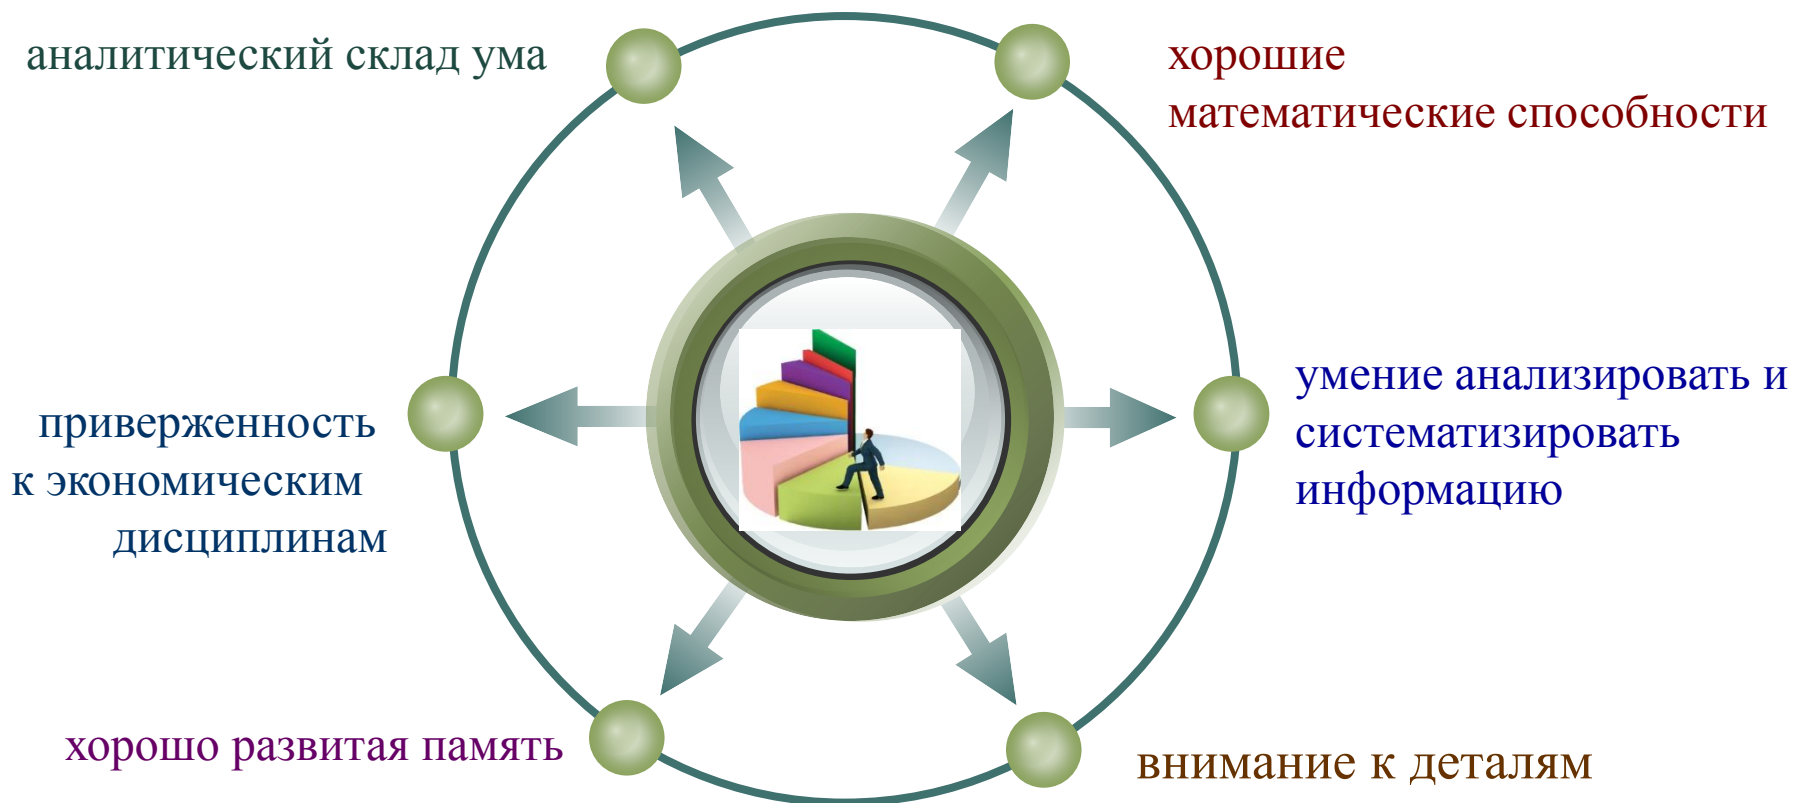 аналитический склад ума
хорошие
математические способности
умение анализировать и
систематизировать
информацию
приверженность
к экономическим
дисциплинам
хорошо развитая память
внимание к деталям